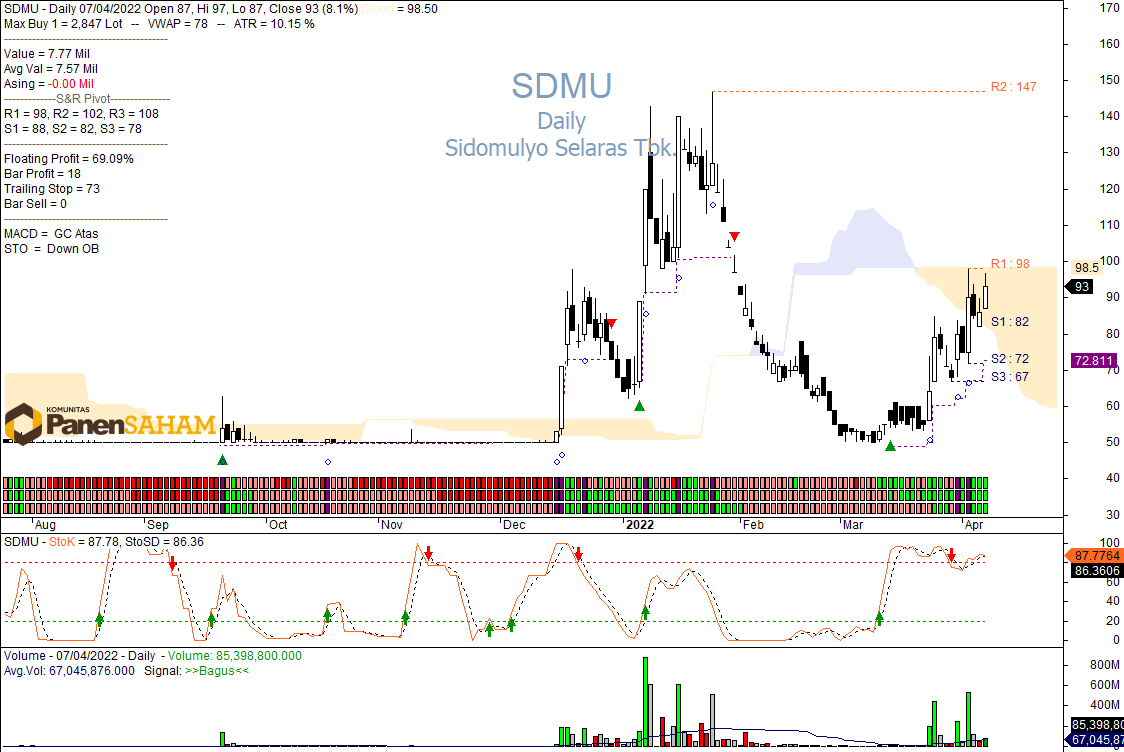 SDMU - Daily 07/04/2022 Open 87, Hi 97, Lo 87, Close 93 (8.1%) Cloud = 98.50
Max Buy 1 = 2,847 Lot -- VWAP = 78 -- ATR = 10.15 %
Value = 7.77 Mil
Avg Val = 7.57 Mil
Asing = -0.00 Mil
---------------S&R Pivot----------------
R1 = 98, R2 = 102, R3 = 108
S1 = 88, S2 = 82, S3 = 78
Floating Profit = 69.09%
Bar Profit = 18
Trailing Stop = 73
Bar Sell = 0
MACD = GC Atas
STO = Down OB
SDMU
Daily
Sidomulyo Selaras Tbk.
KOMUNITAS
PanenSAHAM
R2 : 147
R1 : 98
S1 : 82
S2 : 72
S3 : 67
170
160
150
140
130
120
110
100
98.5
93
90
80
72.811
70
60
50
40
30
Aug Sep Oct Nov Dec 2022 Feb Mar Apr
SDMU - StoK = 87.78, StoSD = 86.36
100
87.7764
86.3606
60
40
20
0
Volume - 07/04/2022 - Daily - Volume: 85,398,800.000
Avg.Vol: 67,045,876.000 Signal: >>Bagus<<
800M
600M
400M
85,398,80
67,045,87